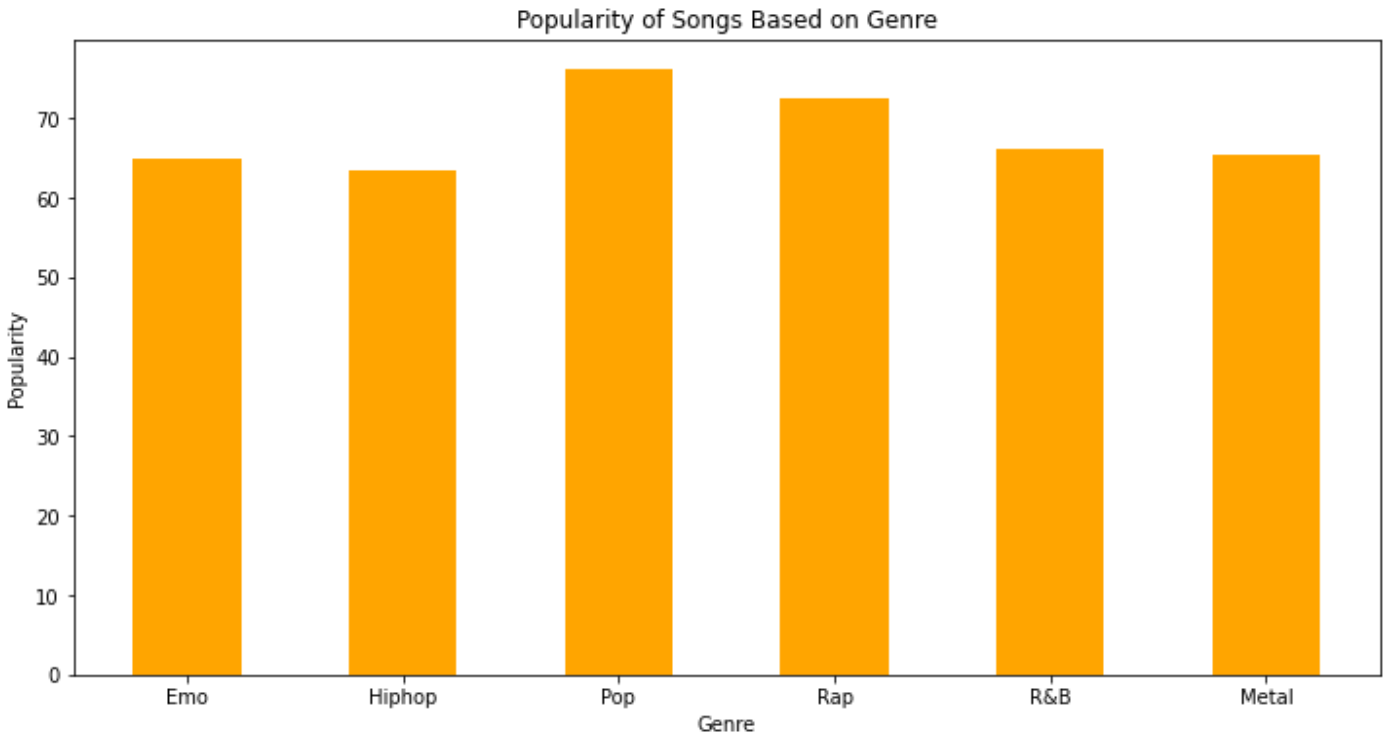 Popularity of Songs Based on Genre
70
60
50
40
30
20
10
0
Popularity
Emo Hiphop Pop Rap R&B Metal
Genre